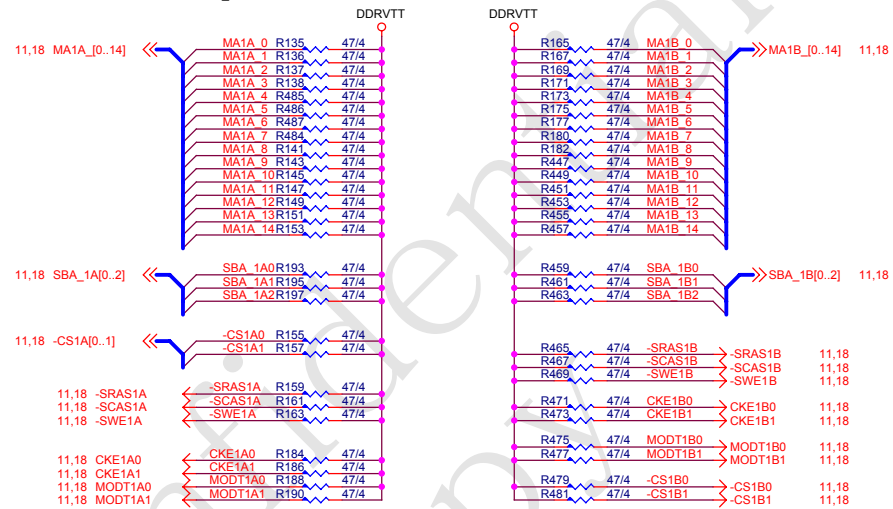 DDRVTT DDRVTT
11,18 MA1A_[0..14] MA1A_0 R135 47/4 R165 47/4 MA1B_0 MA1B_[0..14] 11,18
MA1A_1 R136 47/4 R167 47/4 MA1B_1
MA1A_2 R137 47/4 R169 47/4 MA1B_2
MA1A_3 R138 47/4 R171 47/4 MA1B_3
MA1A_4 R485 47/4 R173 47/4 MA1B_4
MA1A_5 R486 47/4 R175 47/4 MA1B_5
MA1A_6 R487 47/4 R177 47/4 MA1B_6
MA1A_7 R484 47/4 R180 47/4 MA1B_7
MA1A_8 R141 47/4 R182 47/4 MA1B_8
MA1A_9 R143 47/4 R447 47/4 MA1B_9
MA1A_10 R145 47/4 R449 47/4 MA1B_10
MA1A_11 R147 47/4 R451 47/4 MA1B_11
MA1A_12 R149 47/4 R453 47/4 MA1B_12
MA1A_13 R151 47/4 R455 47/4 MA1B_13
MA1A_14 R153 47/4 R457 47/4 MA1B_14
11,18 SBA_1A[0..2] SBA_1A0 R193 47/4 R459 47/4 SBA_1B0 SBA_1B[0..2] 11,18
SBA_1A1 R195 47/4 R461 47/4 SBA_1B1
SBA_1A2 R197 47/4 R463 47/4 SBA_1B2
11,18 -CS1A[0..1] -CS1A0 R155 47/4
-CS1A1 R157 47/4 R465 47/4 -SRAS1B -SRAS1B 11,18
R467 47/4 -SCAS1B -SCAS1B 11,18
R469 47/4 -SWE1B -SWE1B 11,18
11,18 -SRAS1A -SRAS1A R159 47/4
11,18 -SCAS1A -SCAS1A R161 47/4 R471 47/4 CKE1B0 CKE1B0 11,18
11,18 -SWE1A -SWE1A R163 47/4 R473 47/4 CKE1B1 CKE1B1 11,18
R475 47/4 MODT1B0 MODT1B0 11,18
11,18 CKE1A0 CKE1A0 R184 47/4 R477 47/4 MODT1B1 MODT1B1 11,18
11,18 CKE1A1 CKE1A1 R186 47/4
11,18 MODT1A0 MODT1A0 R188 47/4 R479 47/4 -CS1B0 -CS1B0 11,18
11,18 MODT1A1 MODT1A1 R190 47/4 R481 47/4 -CS1B1 -CS1B1 11,18